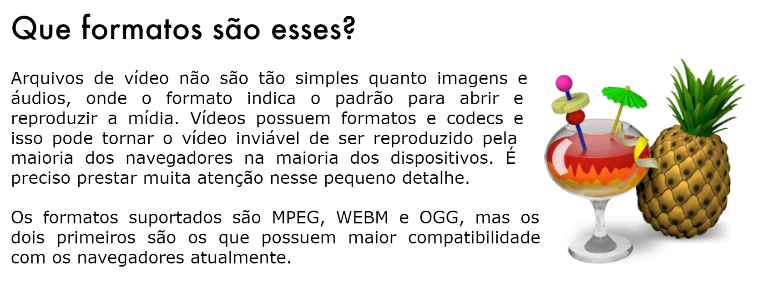 Que formatos são esses?
Arquivos de vídeo não são tão simples quanto imagens e
áudios, onde o formato indica o padrão para abrir e
reproduzir a mídia. Vídeos possuem formatos e codecs e
isso pode tornar o vídeo inviável de ser reproduzido pela
maioria dos navegadores na maioria dos dispositivos. É
preciso prestar muita atenção nesse pequeno detalhe.
Os formatos suportados são MPEG, WEBM e OGG, mas os
dois primeiros são os que possuem maior compatibilidade
com os navegadores atualmente.